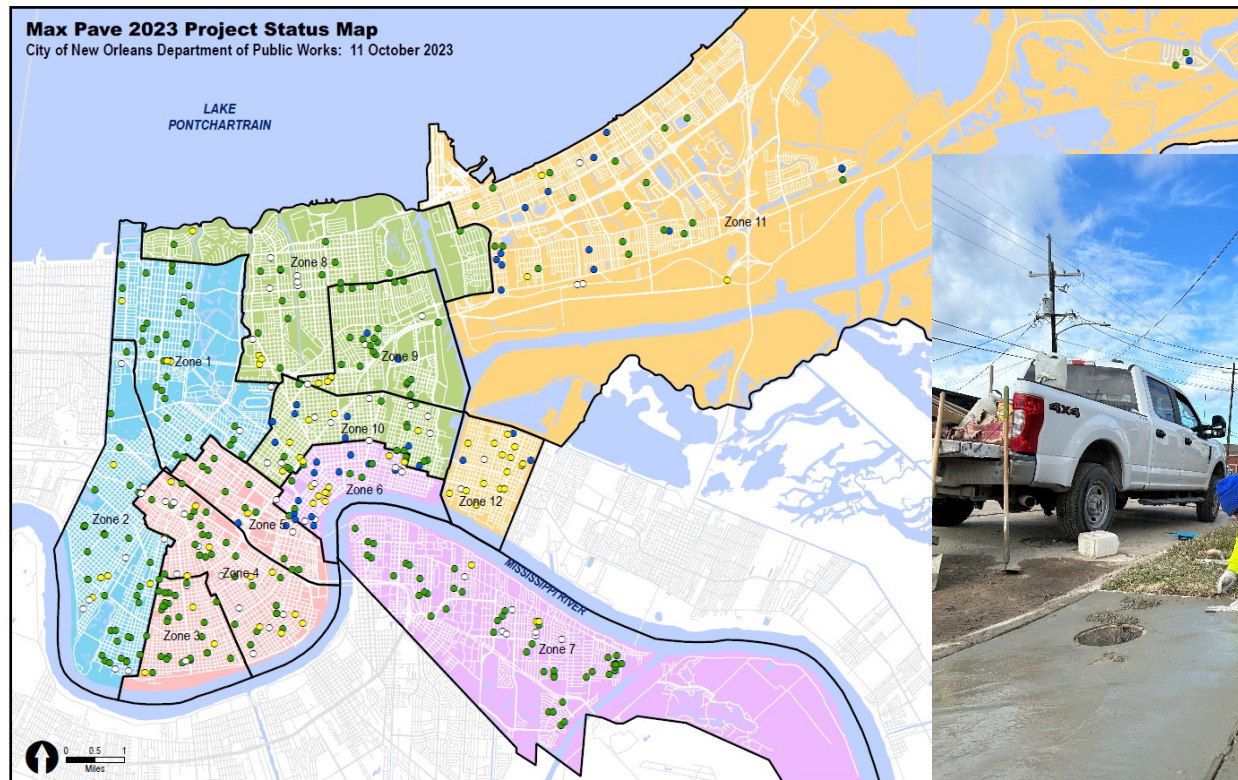 Max Pave 2023 Project Status Map
City of New Orleans Department of Public Works: 11 October 2023
LAKE
PONTCHARTRAIN
Zone 11
Zone 8
Zone 1
Zone 9
Zone 10
Zone 6
Zone 12
Zone 2
Zone 5
Zone 4
MISSISSIPPI RIVER
Zone 3
Zone 7
0 0.5 1
Miles
4X4